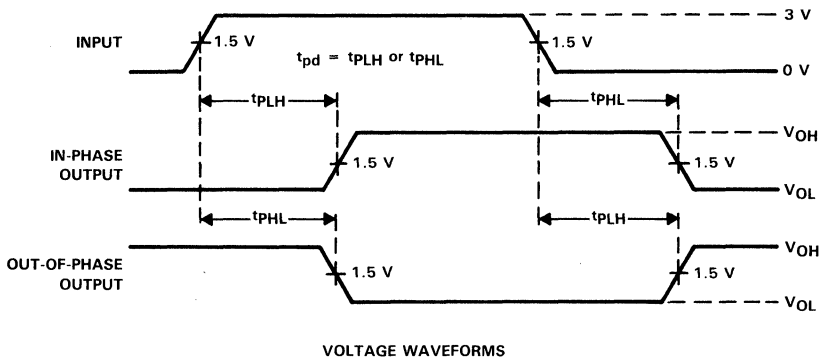 3 V
INPUT
1.5 V
1.5 V
tpd = tPLH or tPHL
0 V
tPLH
tPHL
VOH
IN-PHASE
OUTPUT
1.5 V
1.5 V
VOL
tPHL
tPLH
VOH
OUT-OF-PHASE
OUTPUT
1.5 V
1.5 V
VOL
VOLTAGE WAVEFORMS